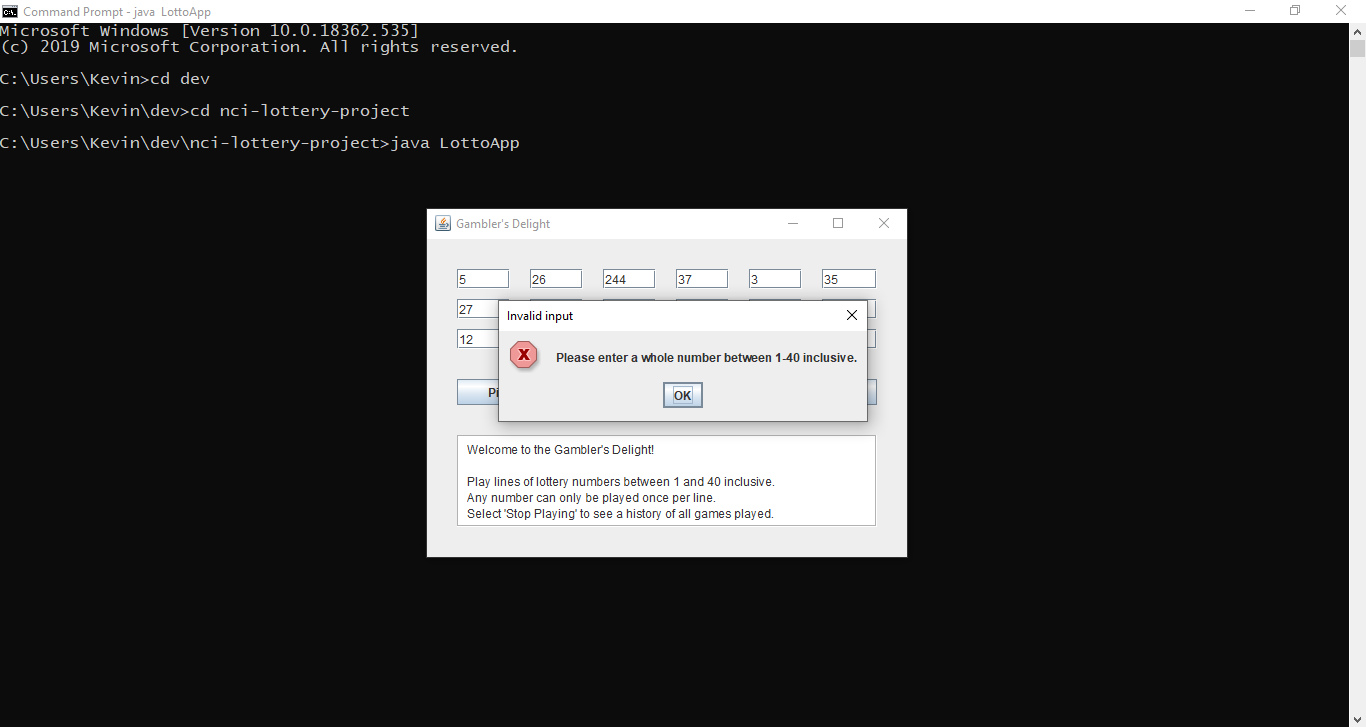 Command Prompt - java LottoApp
Microsoft Windows [Version 10.0.18362.535]
(c) 2019 Microsoft Corporation. All rights reserved.
C:\Users\Kevin>cd dev
C:\Users\Kevin\dev>cd nci-lottery-project
C:\Users\Kevin\dev\nci-lottery-project>java LottoApp
Gambler's Delight
5 26 244 37 3 35
27
Invalid input
12
Please enter a whole number between 1-40 inclusive.
Pi
OK
Welcome to the Gambler's Delight!
Play lines of lottery numbers between 1 and 40 inclusive.
Any number can only be played once per line.
Select 'Stop Playing' to see a history of all games played.